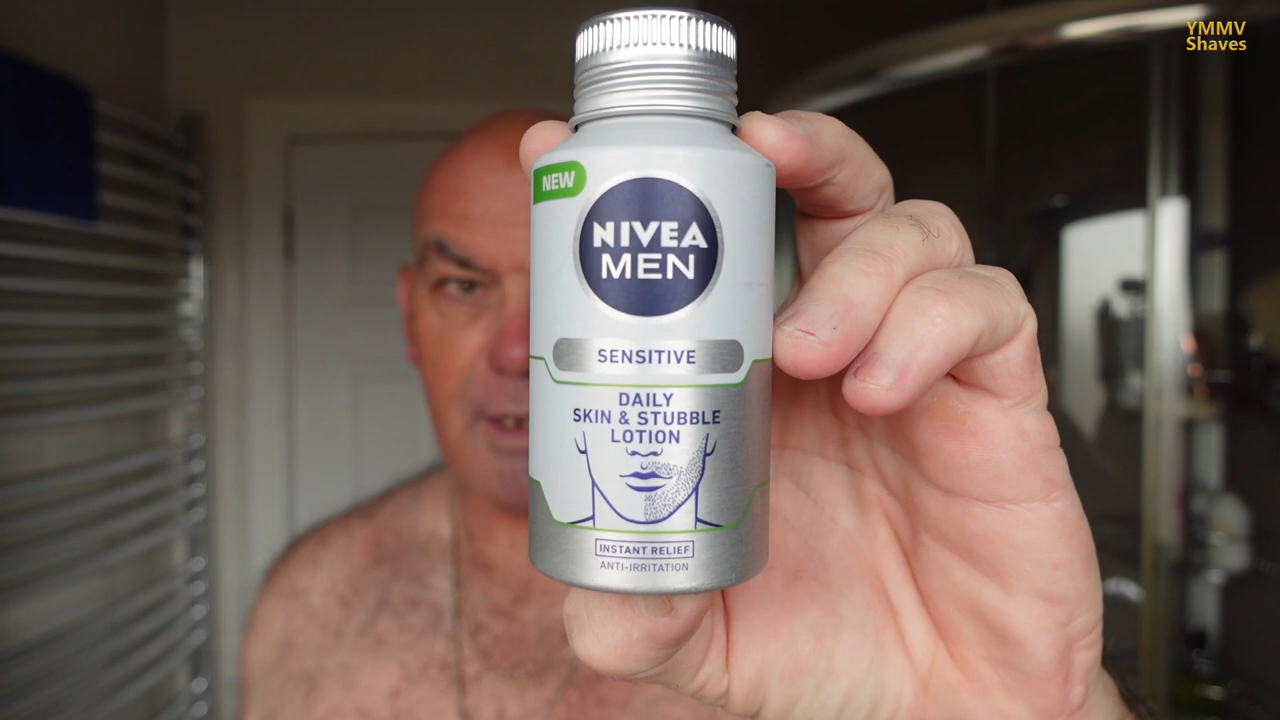 YMMV
Shaves
NEW
NIVEA
MEN
SENSITIVE
DAILY
SKIN & STUBBLE
LOTION
INSTANT RELIEF
ANTI-IRRITATION